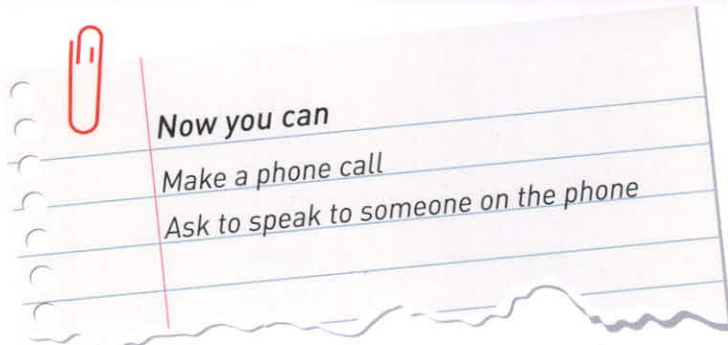 Now you can
Make a phone call
Ask to speak to someone on the phone